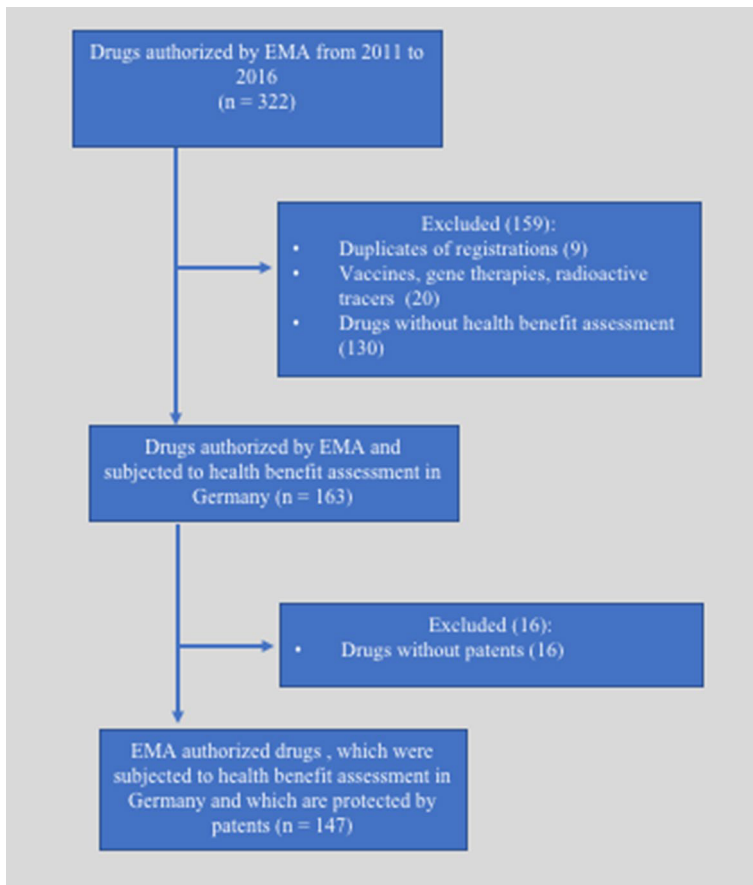 Drugs authorized by EMA from 2011 to
2016
(n = 322)
Excluded (159):
• Duplicates of registrations (9)
• Vaccines, gene therapies, radioactive
tracers (20)
• Drugs without health benefit assessment
(130)
Drugs authorized by EMA and
subjected to health benefit assessment in
Germany (n = 163)
Excluded (16):
• Drugs without patents (16)
EMA authorized drugs , which were
subjected to health benefit assessment in
Germany and which are protected by
patents (n = 147)